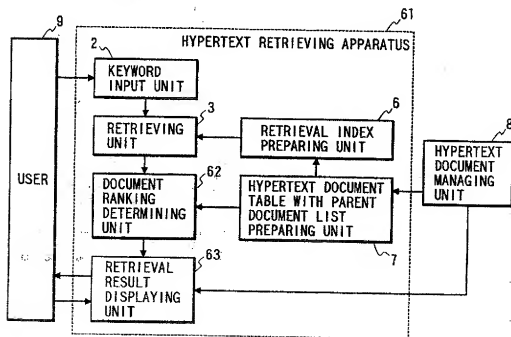 61
9
HYPERTEXT RETRIEVING APPARATUS
2
KEYWORD
INPUT UNIT
3
6
8
RETRIEVING
UNIT
RETRIEVAL INDEX
PREPARING UNIT
HYPERTEXT
DOCUMENT
MANAGING
UNIT
USER
62
DOCUMENT
RANKING
DETERMINING
UNIT
HYPERTEXT DOCUMENT
TABLE WITH PARENT
DOCUMENT LIST
PREPARING UNIT
7
63
RETRIEVAL
RESULT
DISPLAYING
UNIT